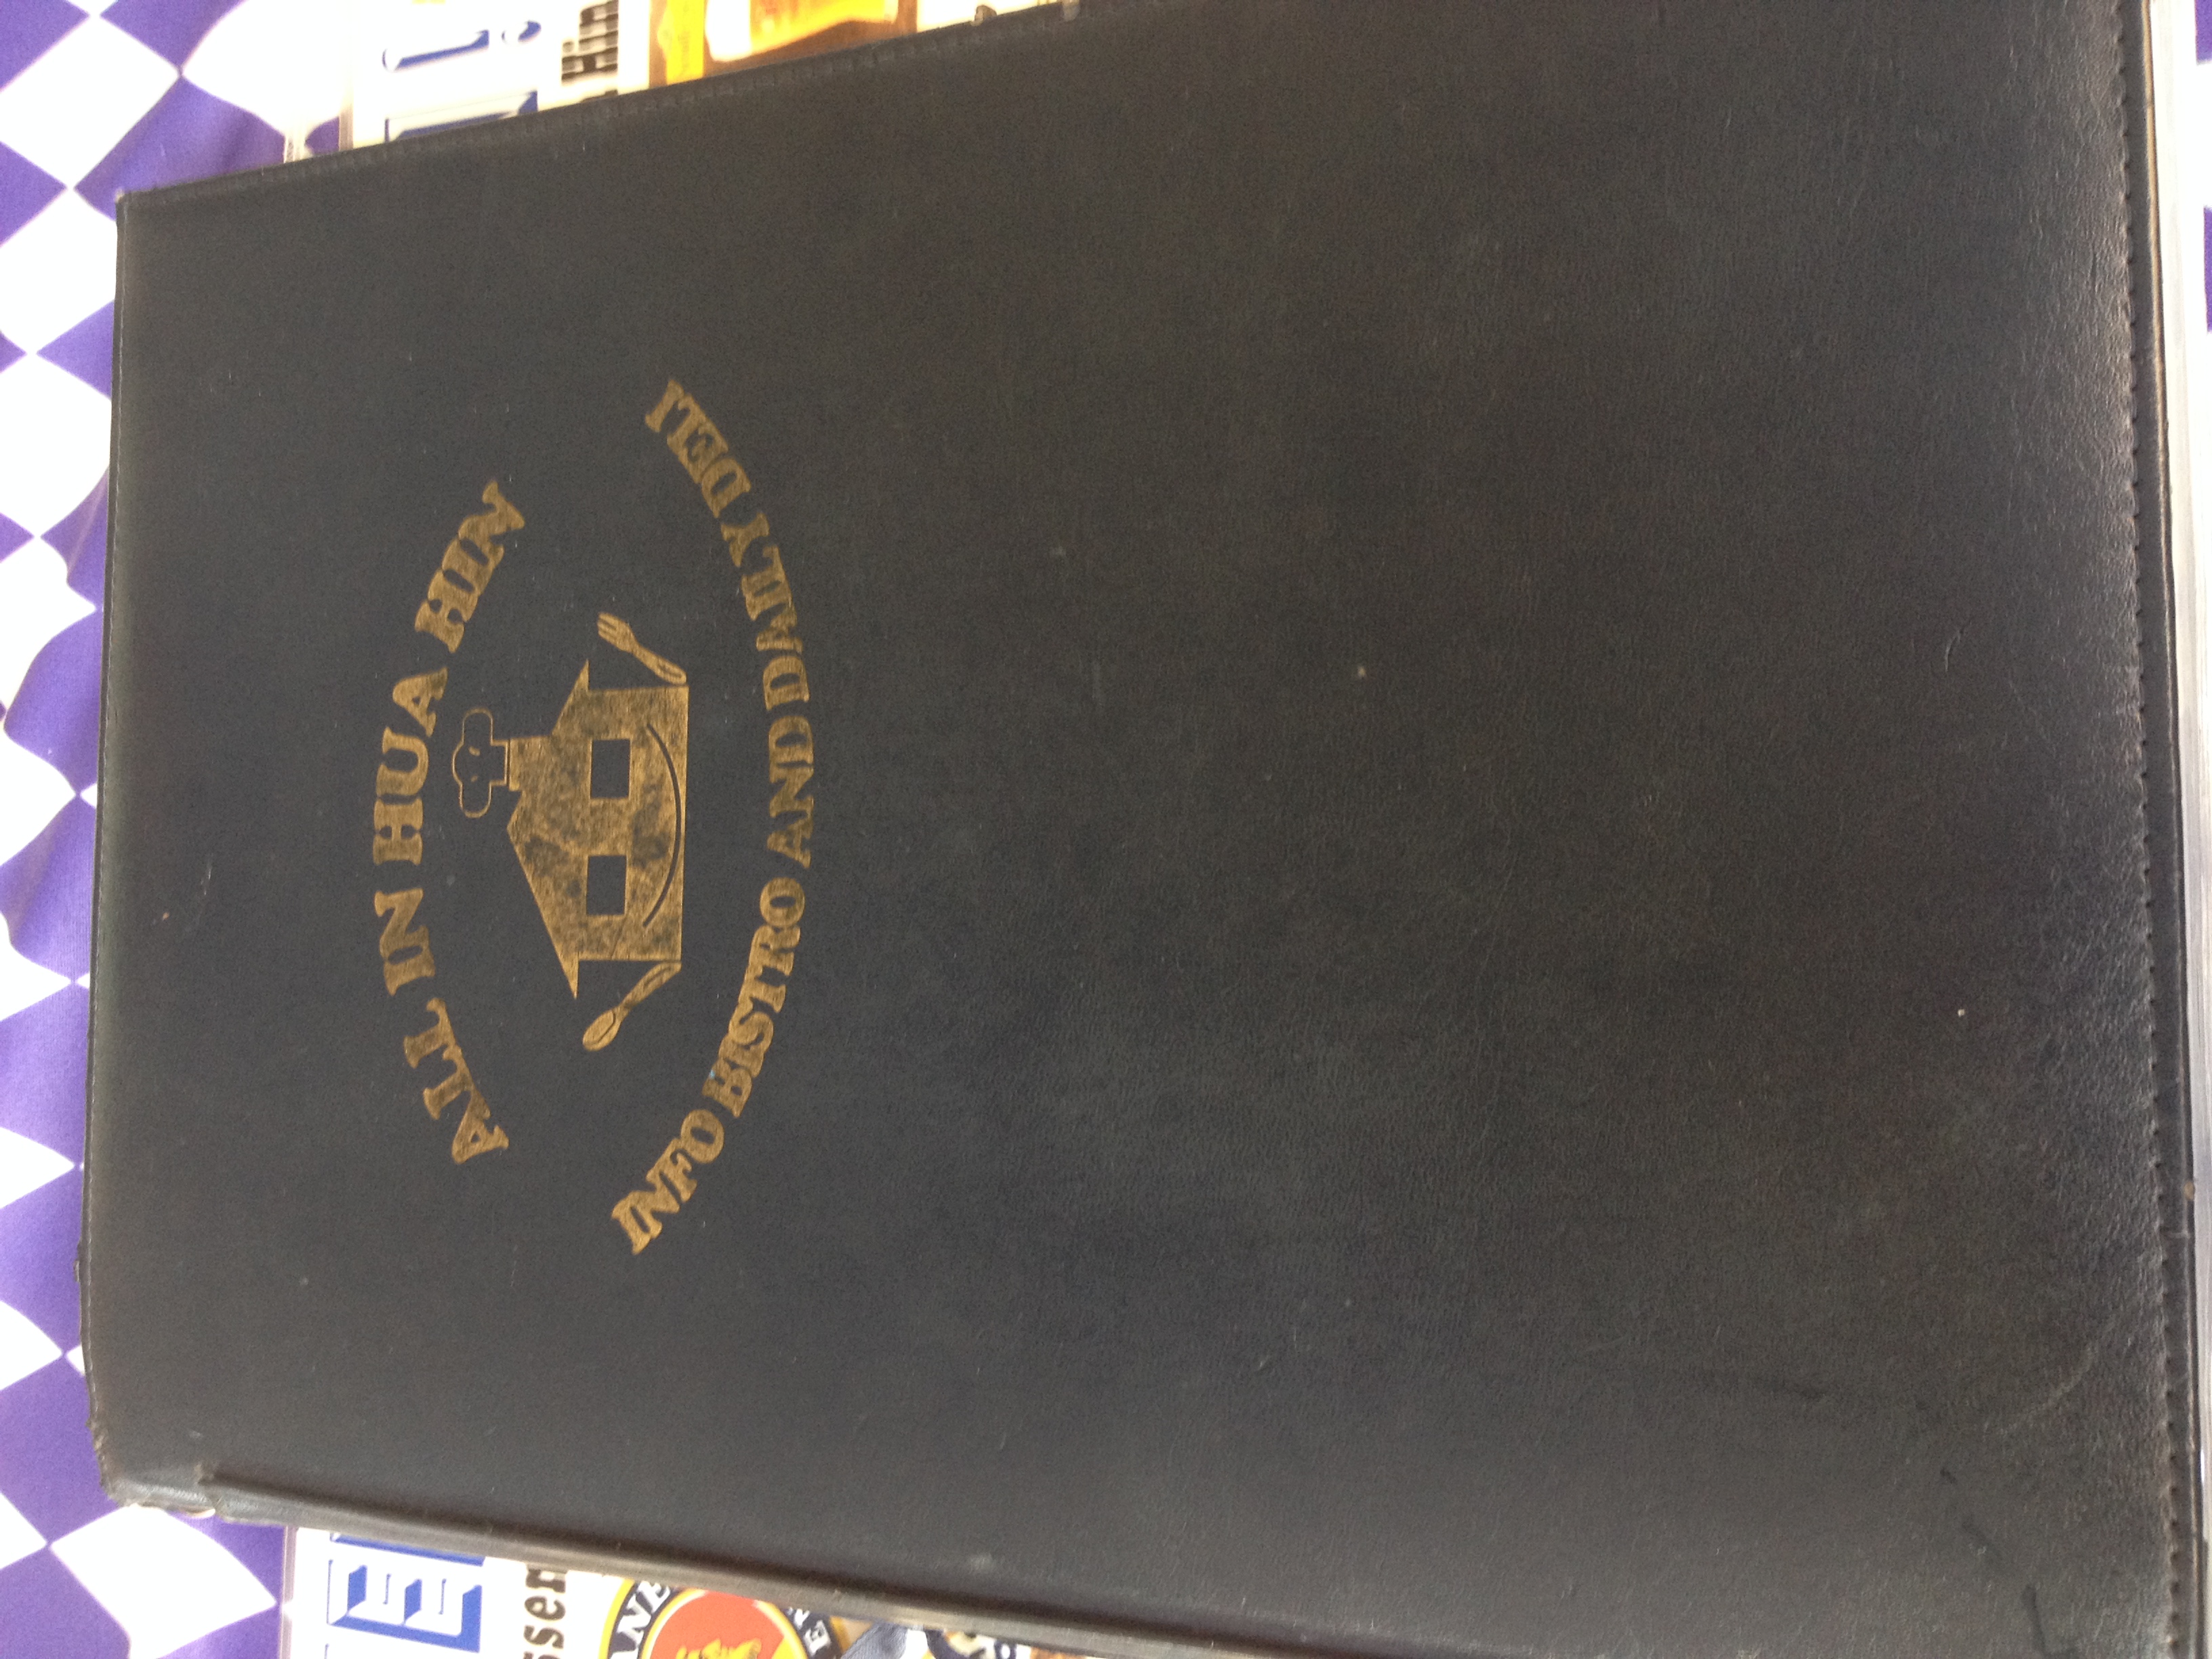 ALL IN HUA HIN
INFO BISTRO AND DAILY DELI